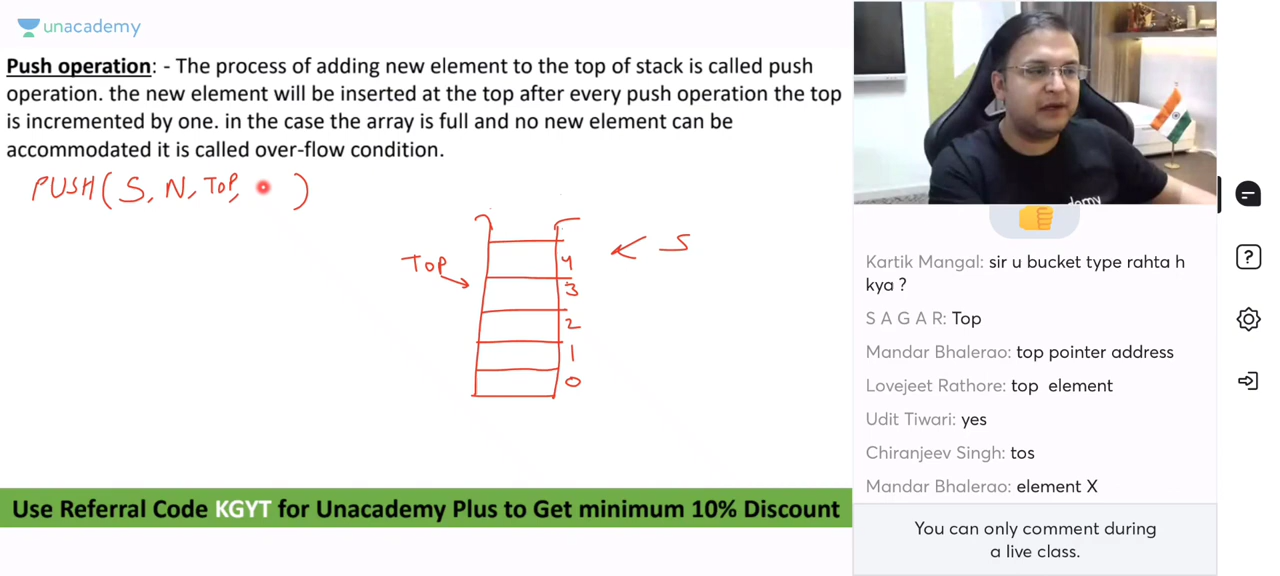 unacademy
Push operation: - The process of adding new element to the top of stack is called push
operation. the new element will be inserted at the top after every push operation the top
is incremented by one. in the case the array is full and no new element can be
accommodated it is called over-flow condition.
PUSH( S, N, TOP, )
TOP
S
4
3
2
1
0
Use Referral Code KGYT for Unacademy Plus to Get minimum 10% Discount
Kartik Mangal: sir u bucket type rahta h
kya ?
S A G A R: Top
Mandar Bhalerao: top pointer address
Lovejeet Rathore: top element
Udit Tiwari: yes
Chiranjeev Singh: tos
Mandar Bhalerao: element X
You can only comment during
a live class.
?